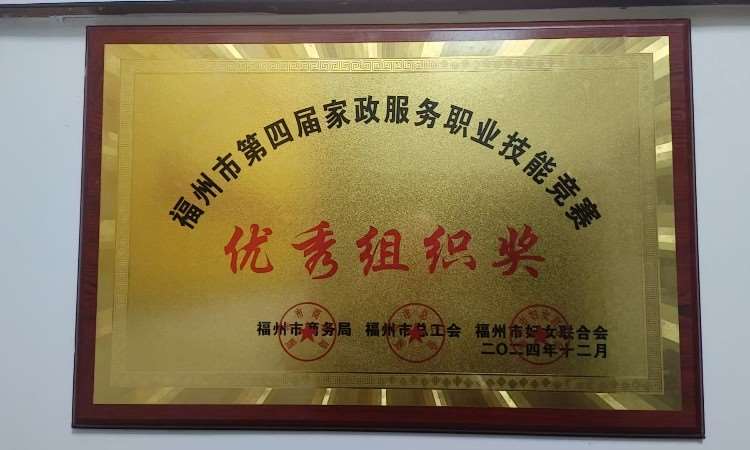 福州市第四届家政服务职业技能竞赛
优秀组织奖
福州市商务局 福州市总工会 福州市妇女联合会
二〇二四年十二月